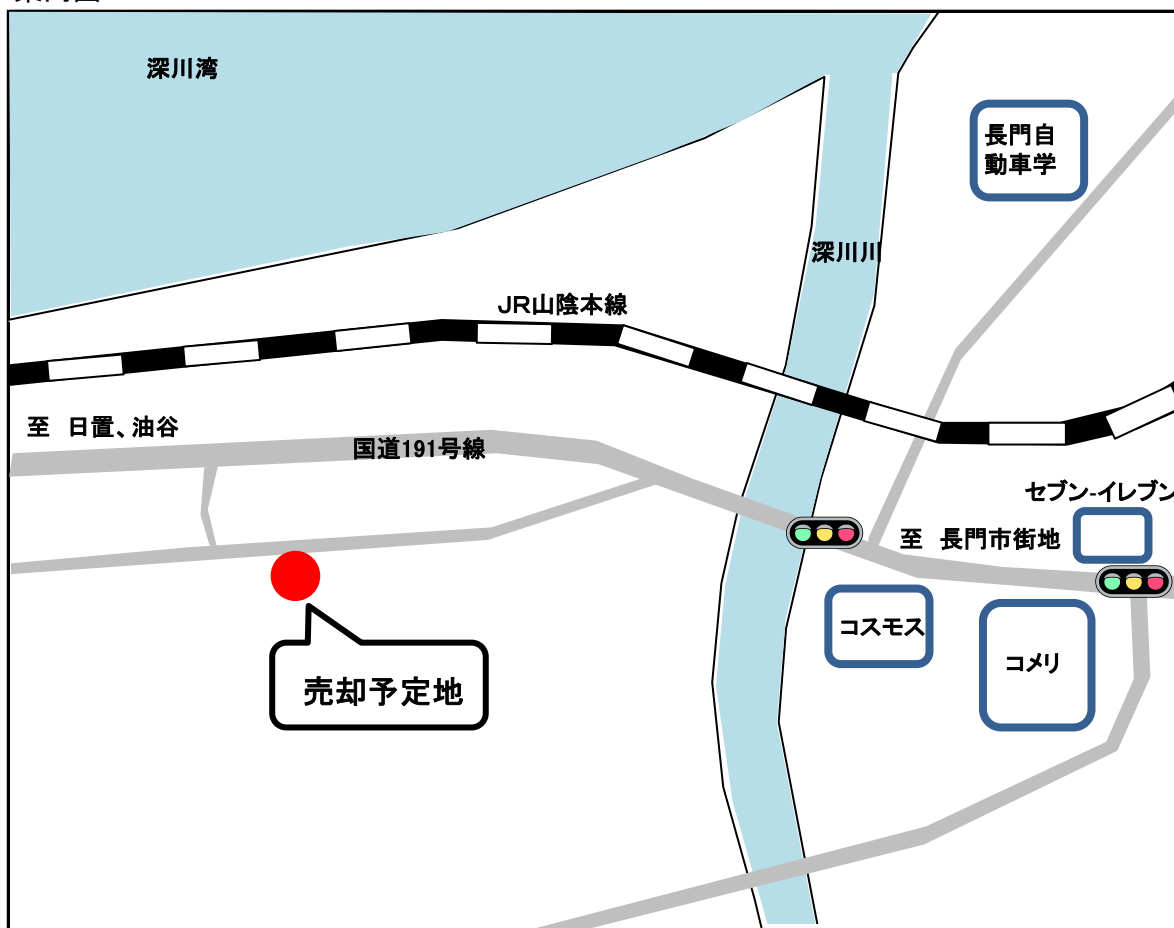 深川湾
長門自
動車学
深川川
JR山陰本線
至　日置、油谷
国道191号線
セブン-イレブン
至　長門市街地
コスモス
コメリ
売却予定地